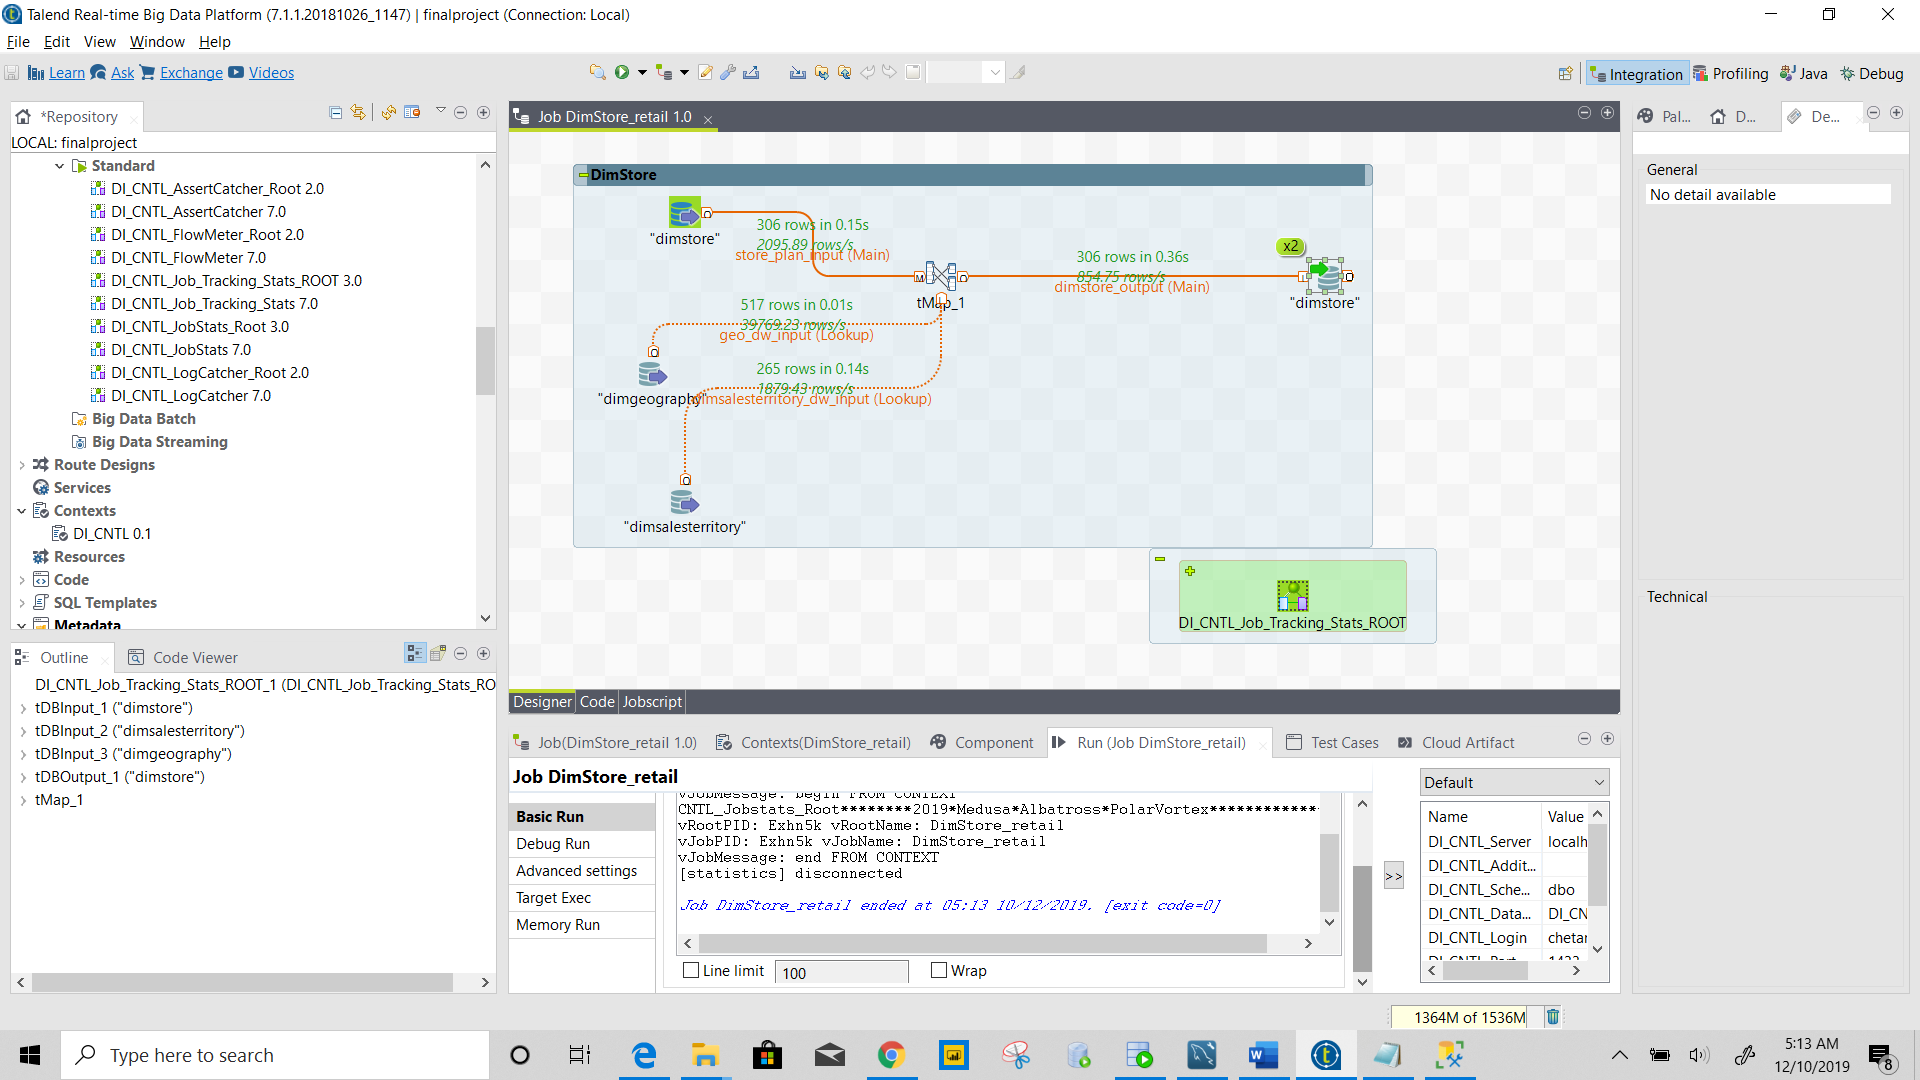 Talend Real-time Big Data Platform (7.1.1.20181026_1147) | finalproject (Connection: Local)
File Edit View Window Help
Learn Ask Exchange Videos
Integration Profiling Java Debug
*Repository
LOCAL: finalproject
Standard
DI_CNTL_AssertCatcher_Root 2.0
DI_CNTL_AssertCatcher 7.0
DI_CNTL_FlowMeter_Root 2.0
DI_CNTL_FlowMeter 7.0
DI_CNTL_Job_Tracking_Stats_ROOT 3.0
DI_CNTL_Job_Tracking_Stats 7.0
DI_CNTL_JobStats_Root 3.0
DI_CNTL_JobStats 7.0
DI_CNTL_LogCatcher_Root 2.0
DI_CNTL_LogCatcher 7.0
Big Data Batch
Big Data Streaming
Route Designs
Services
Contexts
DI_CNTL 0.1
Resources
Code
SQL Templates
Metadata
Outline Code Viewer
DI_CNTL_Job_Tracking_Stats_ROOT_1 (DI_CNTL_Job_Tracking_Stats_RO
tDBInput_1 ("dimstore")
tDBInput_2 ("dimsalesterritory")
tDBInput_3 ("dimgeography")
tDBOutput_1 ("dimstore")
tMap_1
Job DimStore_retail 1.0
DimStore
"dimstore"
306 rows in 0.15s
2095.89 rows/s
store_plan_input (Main)
tMap_1
306 rows in 0.36s
854.75 rows/s
dimstore_output (Main)
x2
"dimstore"
517 rows in 0.01s
39769.23 rows/s
geo_dw_input (Lookup)
"dimgeography"
265 rows in 0.14s
1879.43 rows/s
dimsalesterritory_dw_input (Lookup)
"dimsalesterritory"
DI_CNTL_Job_Tracking_Stats_ROOT
Designer Code Jobscript
Job(DimStore_retail 1.0) Contexts(DimStore_retail) Component Run (Job DimStore_retail) Test Cases Cloud Artifact
Job DimStore_retail
Basic Run
Debug Run
Advanced settings
Target Exec
Memory Run
vJobMessage: begin FROM CONTEXT
CNTL_Jobstats_Root********2019*Medusa*Albatross*PolarVortex*************
vRootPID: Exhn5k vRootName: DimStore_retail
vJobPID: Exhn5k vJobName: DimStore_retail
vJobMessage: end FROM CONTEXT
[statistics] disconnected
Job DimStore_retail ended at 05:13 10/12/2019. [exit code=0]
Line limit 100 Wrap
>>
Default
Name Value
DI_CNTL_Server localh
DI_CNTL_Addit...
DI_CNTL_Sche... dbo
DI_CNTL_Data... DI_CN
DI_CNTL_Login chetar
Pal... D... De...
General
No detail available
Technical
1364M of 1536M
Type here to search
5:13 AM
12/10/2019
8